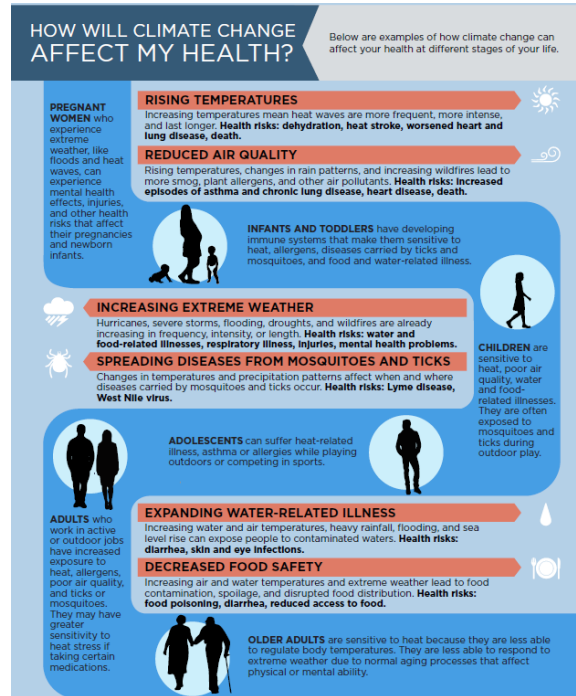 HOW WILL CLIMATE CHANGE
AFFECT MY HEALTH?
Below are examples of how climate change can
affect your health at different stages of your life.
PREGNANT
WOMEN who
experience
extreme
weather, like
floods and heat
waves, can
experience
mental health
effects, injuries,
and other health
risks that affect
their pregnancies
and newborn
infants.
RISING TEMPERATURES
Increasing temperatures mean heat waves are more frequent, more intense,
and last longer. Health risks: dehydration, heat stroke, worsened heart and
lung disease, death.
REDUCED AIR QUALITY
Rising temperatures, changes in rain patterns, and increasing wildfires lead to
more smog, plant allergens, and other air pollutants. Health risks: increased
episodes of asthma and chronic lung disease, heart disease, death.
INFANTS AND TODDLERS have developing
immune systems that make them sensitive to
heat, allergens, diseases carried by ticks and
mosquitoes, and food and water-related illness.
INCREASING EXTREME WEATHER
Hurricanes, severe storms, flooding, droughts, and wildfires are already
increasing in frequency, intensity, or length. Health risks: water and
food-related illnesses, respiratory illness, injuries, mental health problems.
SPREADING DISEASES FROM MOSQUITOES AND TICKS
Changes in temperatures and precipitation patterns affect when and where
diseases carried by mosquitoes and ticks occur. Health risks: Lyme disease,
West Nile virus.
CHILDREN are
sensitive to
heat, poor air
quality, water
and food-
related illnesses.
They are often
exposed to
mosquitoes and
ticks during
outdoor play.
ADOLESCENTS can suffer heat-related
illness, asthma or allergies while playing
outdoors or competing in sports.
ADULTS who
work in active
or outdoor jobs
have increased
exposure to
heat, allergens,
poor air quality,
and ticks or
mosquitoes.
They may have
greater
sensitivity to
heat stress if
taking certain
medications.
EXPANDING WATER-RELATED ILLNESS
Increasing water and air temperatures, heavy rainfall, flooding, and sea
level rise can expose people to contaminated waters. Health risks:
diarrhea, skin and eye infections.
DECREASED FOOD SAFETY
Increasing air and water temperatures and extreme weather lead to food
contamination, spoilage, and disrupted food distribution. Health risks:
food poisoning, diarrhea, reduced access to food.
OLDER ADULTS are sensitive to heat because they are less able
to regulate body temperatures. They are less able to respond to
extreme weather due to normal aging processes that affect
physical or mental ability.